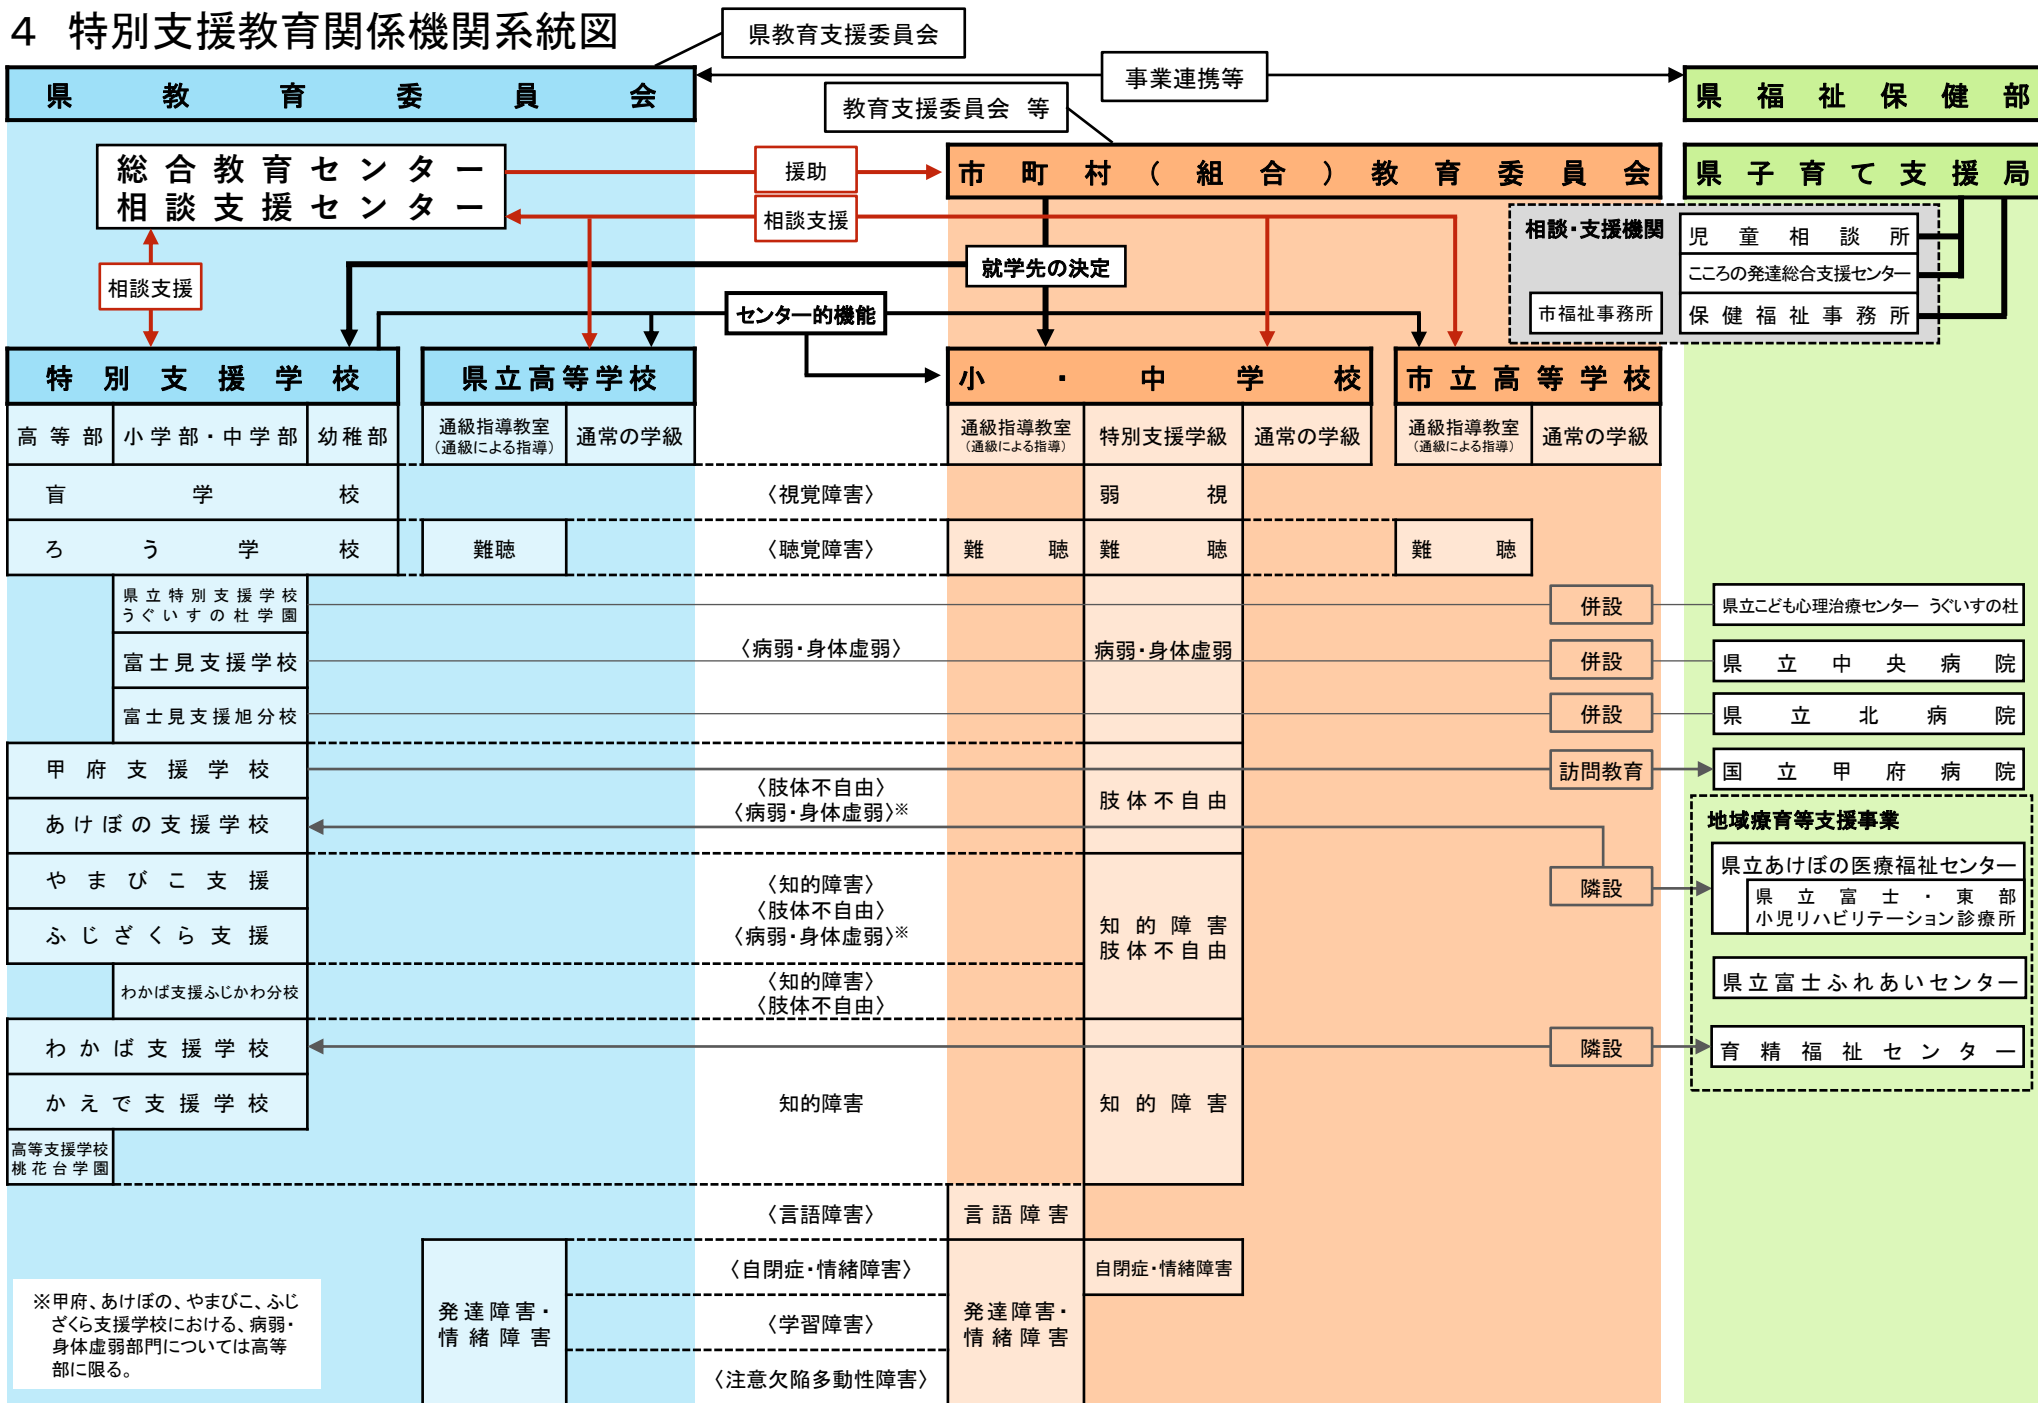 4 特別支援教育関係機関系統図
県教育支援委員会
県教育委員会
事業連携等
県福祉保健部
教育支援委員会 等
総合教育センター
相談支援センター
援助
市町村(組合)教育委員会
県子育て支援局
相談支援
相談・支援機関
児童相談所
こころの発達総合支援センター
市福祉事務所
保健福祉事務所
相談支援
就学先の決定
センター的機能
特別支援学校
県立高等学校
小・中学校
市立高等学校
高等部
小学部・中学部
幼稚部
通級指導教室
(通級による指導)
通常の学級
通級指導教室
(通級による指導)
特別支援学級
通常の学級
通級指導教室
(通級による指導)
通常の学級
盲学校
〈視覚障害〉
弱視
ろう学校
難聴
〈聴覚障害〉
難聴
難聴
難聴
県立特別支援学校
うぐいすの杜学園
併設
県立こども心理治療センター うぐいすの杜
〈病弱・身体虚弱〉
病弱・身体虚弱
富士見支援学校
併設
県立中央病院
富士見支援旭分校
併設
県立北病院
甲府支援学校
訪問教育
国立甲府病院
〈肢体不自由〉
〈病弱・身体虚弱〉※
肢体不自由
あけぼの支援学校
地域療育等支援事業
県立あけぼの医療福祉センター
県立富士・東部
小児リハビリテーション診療所
隣設
やまびこ支援
〈知的障害〉
〈肢体不自由〉
〈病弱・身体虚弱〉※
知的障害
肢体不自由
ふじざくら支援
県立富士ふれあいセンター
わかば支援ふじかわ分校
〈知的障害〉
〈肢体不自由〉
わかば支援学校
隣設
育精福祉センター
かえで支援学校
知的障害
知的障害
高等支援学校
桃花台学園
〈言語障害〉
言語障害
〈自閉症・情緒障害〉
自閉症・情緒障害
発達障害・
情緒障害
〈学習障害〉
発達障害・
情緒障害
〈注意欠陥多動性障害〉
※甲府、あけぼの、やまびこ、ふじ
ざくら支援学校における、病弱・
身体虚弱部門については高等
部に限る。